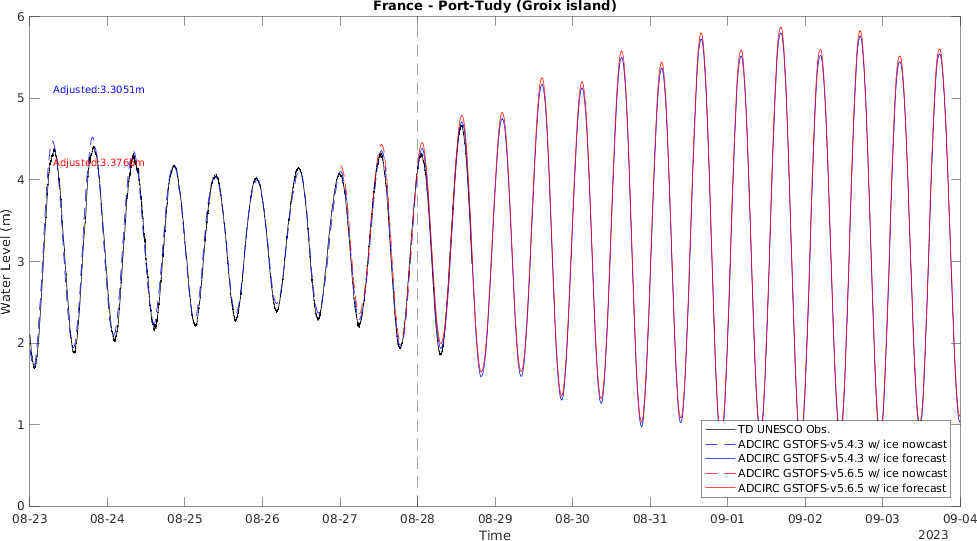 France - Port-Tudy (Groix island)
6
5
4
3
2
1
0
Water Level (m)
Adjusted:3.3051m
TD UNESCO Obs.
ADCIRC GSTOFS-v5.4.3 w/ ice nowcast
ADCIRC GSTOFS-v5.4.3 w/ ice forecast
ADCIRC GSTOFS-v5.6.5 w/ ice nowcast
ADCIRC GSTOFS-v5.6.5 w/ ice forecast
08-23 08-24 08-25 08-26 08-27 08-28 08-29 08-30 08-31 09-01 09-02 09-03 09-04
Time
2023